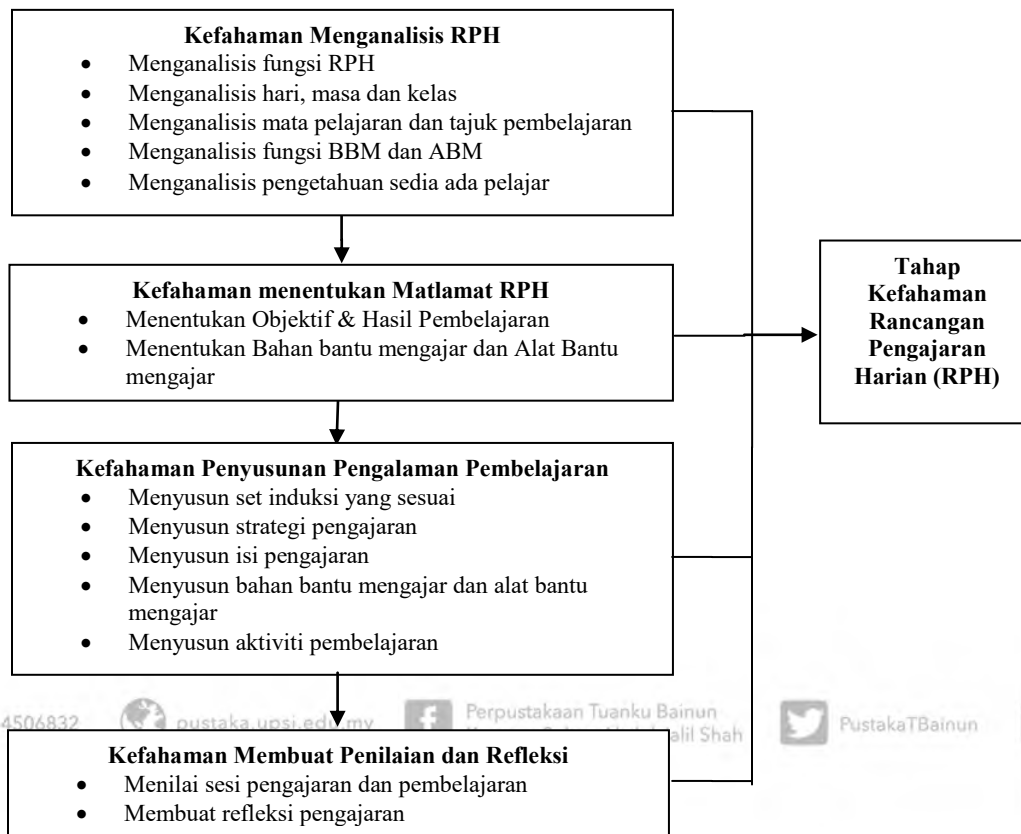 Kefahaman Menganalisis RPH
• Menganalisis fungsi RPH
• Menganalisis hari, masa dan kelas
• Menganalisis mata pelajaran dan tajuk pembelajaran
• Menganalisis fungsi BBM dan ABM
• Menganalisis pengetahuan sedia ada pelajar
Kefahaman menentukan Matlamat RPH
• Menentukan Objektif & Hasil Pembelajaran
• Menentukan Bahan bantu mengajar dan Alat Bantu
mengajar
Kefahaman Penyusunan Pengalaman Pembelajaran
• Menyusun set induksi yang sesuai
• Menyusun strategi pengajaran
• Menyusun isi pengajaran
• Menyusun bahan bantu mengajar dan alat bantu
mengajar
• Menyusun aktiviti pembelajaran
Kefahaman Membuat Penilaian dan Refleksi
• Menilai sesi pengajaran dan pembelajaran
• Membuat refleksi pengajaran
Tahap
Kefahaman
Rancangan
Pengajaran
Harian (RPH)
4506832
pustaka.upsi.edu.my
Perpustakaan Tuanku Bainun
alil Shah
PustakaTBainun